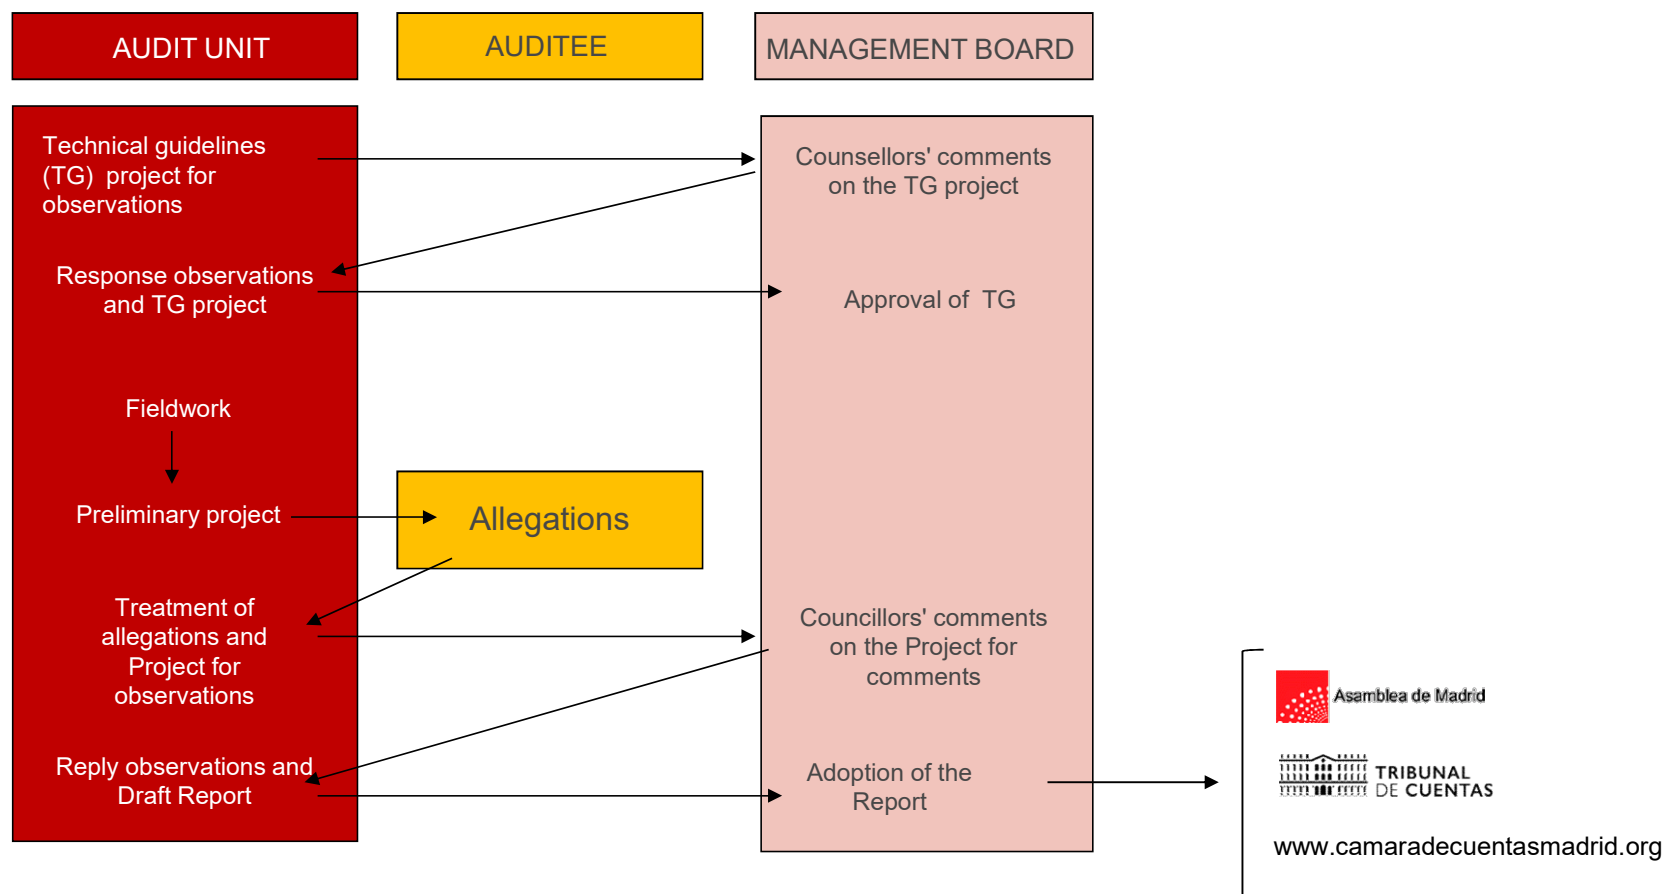 AUDIT UNIT
AUDITEE
MANAGEMENT BOARD
Technical guidelines
(TG) project for
observations
Counsellors' comments
on the TG project
Response observations
and TG project
Approval of TG
Fieldwork
Preliminary project
Allegations
Treatment of
allegations and
Project for
observations
Councillors' comments
on the Project for
comments
Reply observations and
Draft Report
Adoption of the
Report
Asamblea de Madrid
TRIBUNAL
DE CUENTAS
www.camaradecuentasmadrid.org